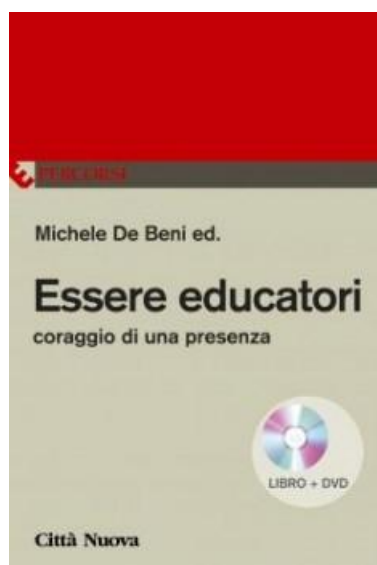 PERCORSI
Michele De Beni ed.
Essere educatori
coraggio di una presenza
LIBRO + DVD
Città Nuova